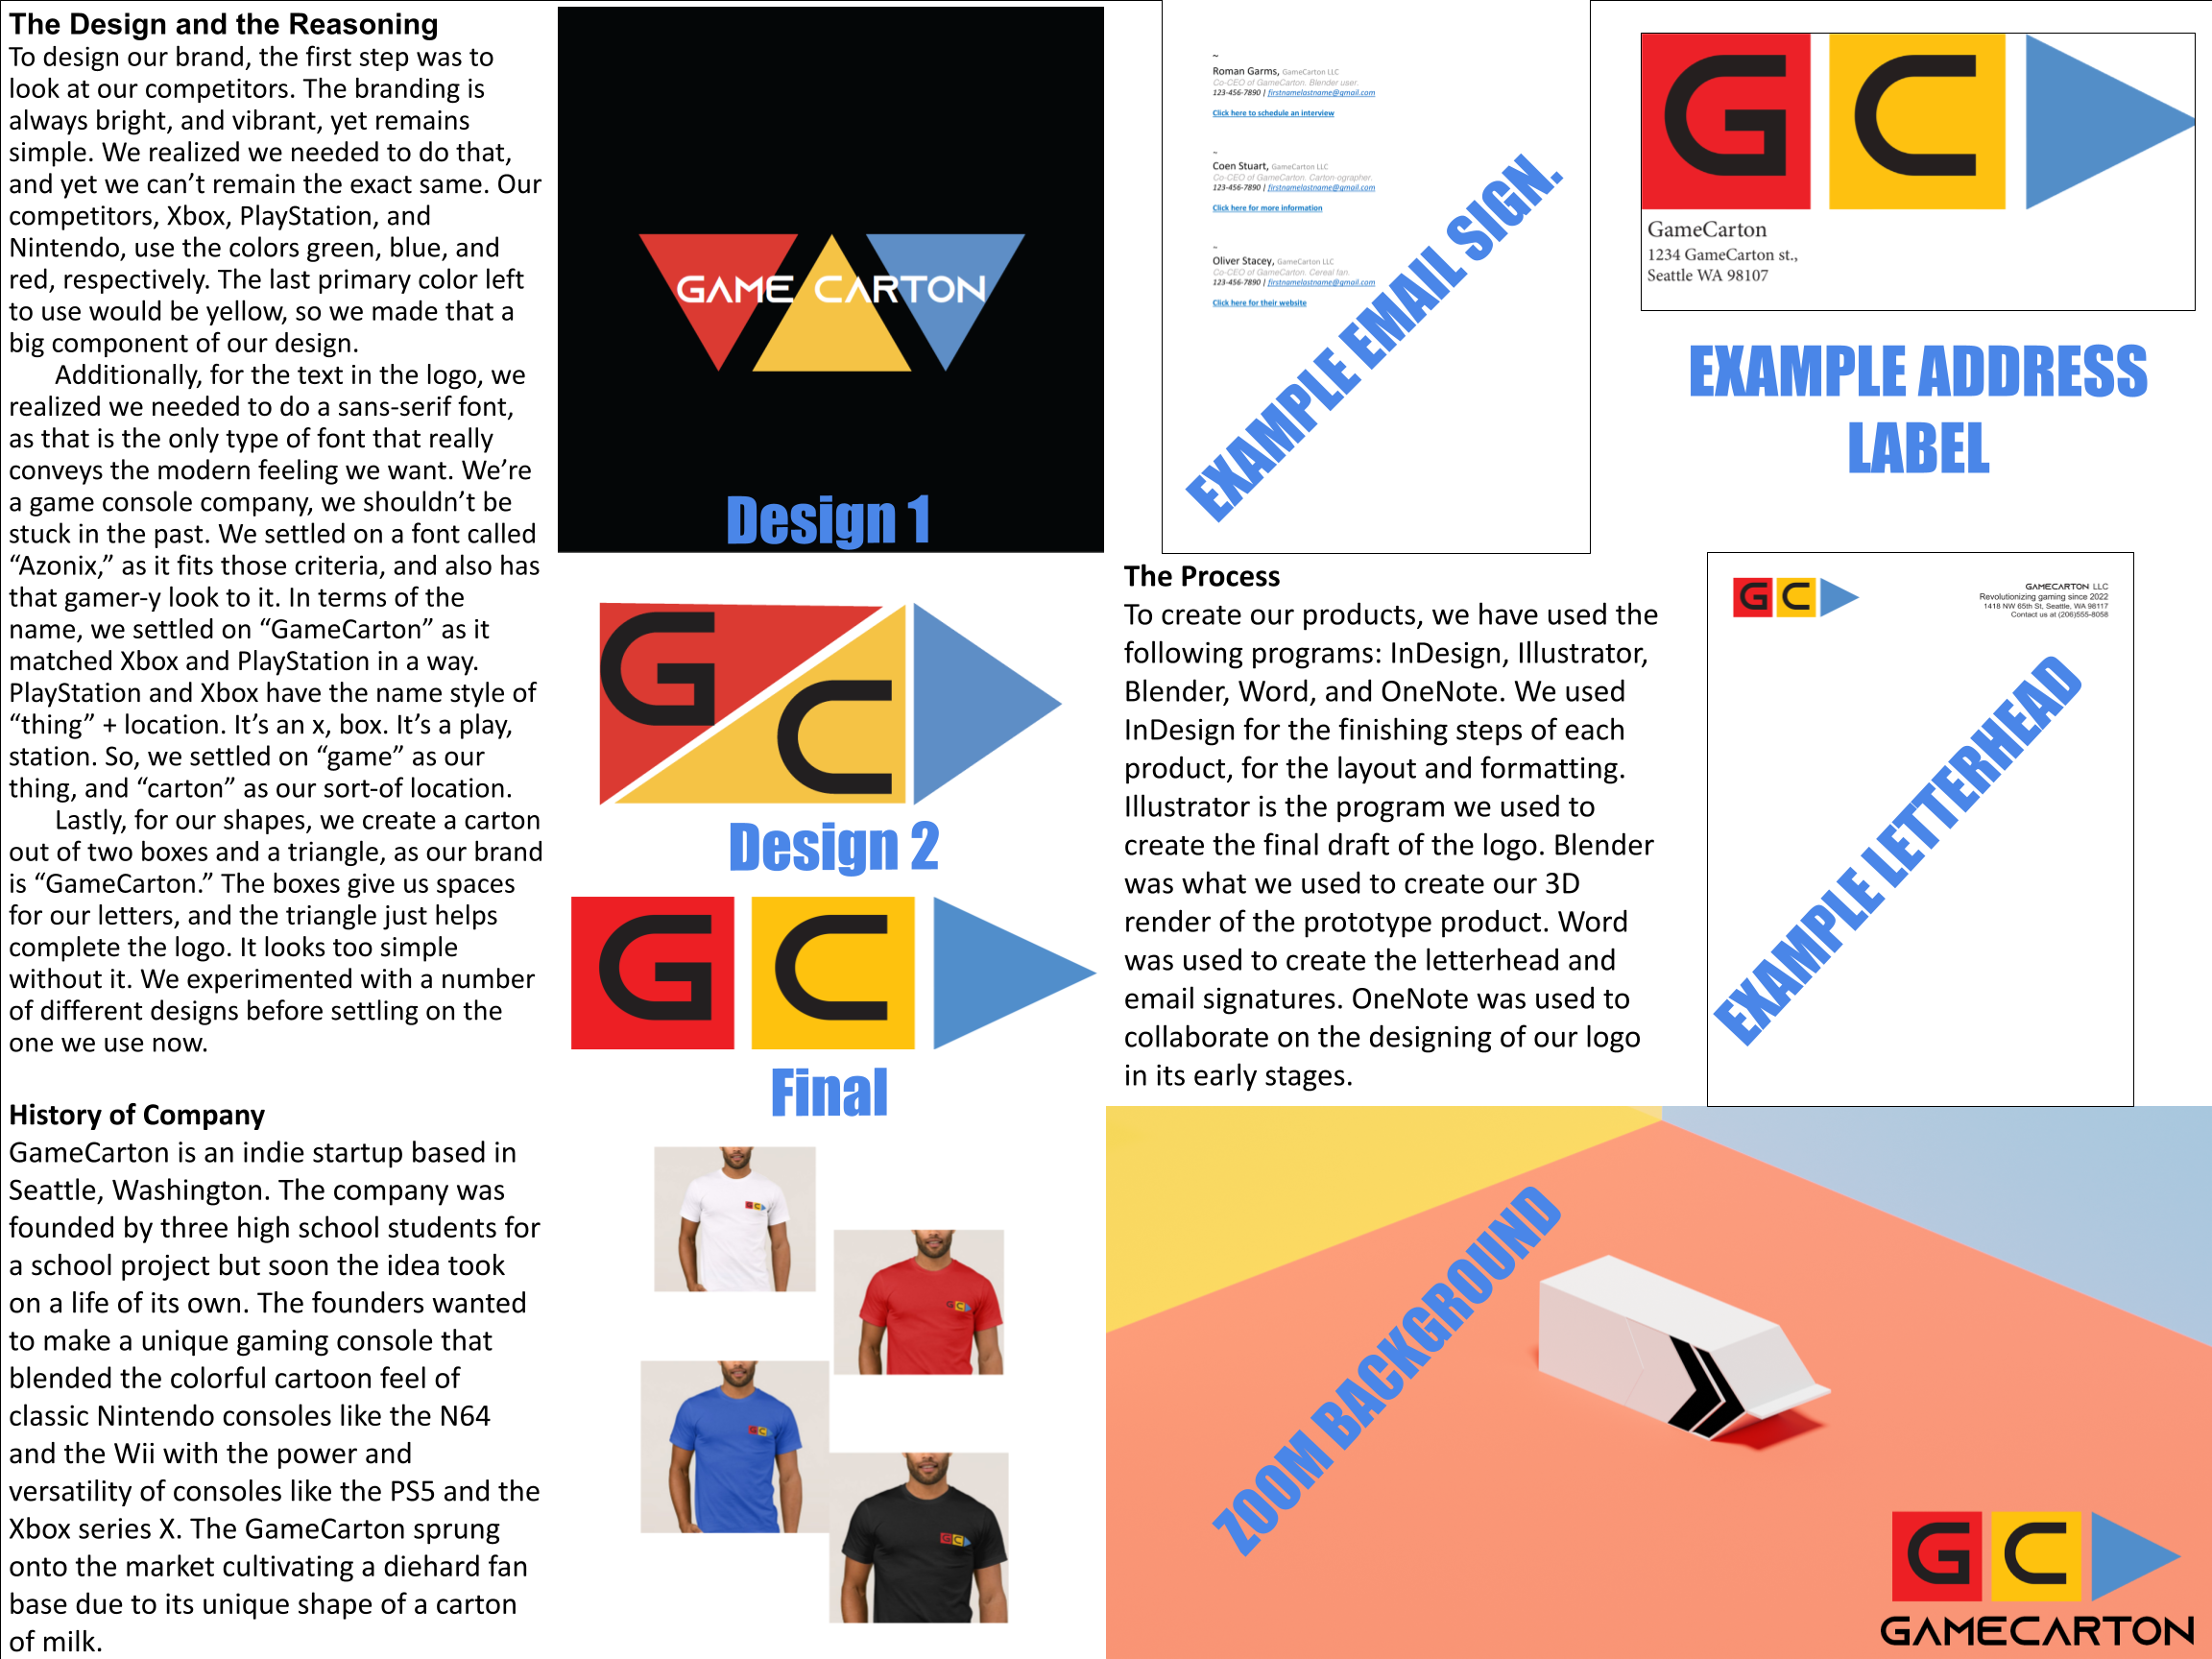 The Design and the Reasoning
To design our brand, the first step was to
look at our competitors. The branding is
always bright, and vibrant, yet remains
simple. We realized we needed to do that,
and yet we can't remain the exact same. Our
competitors, Xbox, PlayStation, and
Nintendo, use the colors green, blue, and
red, respectively. The last primary color left
to use would be yellow, so we made that a
big component of our design.
Additionally, for the text in the logo, we
realized we needed to do a sans-serif font,
as that is the only type of font that really
conveys the modern feeling we want. We're
a game console company, we shouldn't be
stuck in the past. We settled on a font called
“Azonix,” as it fits those criteria, and also has
that gamer-y look to it. In terms of the
name, we settled on “GameCarton” as it
matched Xbox and PlayStation in a way.
PlayStation and Xbox have the name style of
“thing” + location. It's an x, box. It's a play,
station. So, we settled on “game” as our
thing, and “carton” as our sort-of location.
Lastly, for our shapes, we create a carton
out of two boxes and a triangle, as our brand
is “GameCarton.” The boxes give us spaces
for our letters, and the triangle just helps
complete the logo. It looks too simple
without it. We experimented with a number
of different designs before settling on the
one we use now.
History of Company
GameCarton is an indie startup based in
Seattle, Washington. The company was
founded by three high school students for
a school project but soon the idea took
on a life of its own. The founders wanted
to make a unique gaming console that
blended the colorful cartoon feel of
classic Nintendo consoles like the N64
and the Wii with the power and
versatility of consoles like the PS5 and the
Xbox series X. The GameCarton sprung
onto the market cultivating a diehard fan
base due to its unique shape of a carton
of milk.
GAME CARTON
Design 1
G C
Design 2
G C
Final
G C
G C
G C
G C
~
Roman Garms, GameCarton LLC
Co-CEO of GameCarton. Blender user.
123-456-7890 | firstnamelastname@gmail.com
Click here to schedule an interview
~
Coen Stuart, GameCarton LLC
Co-CEO of GameCarton. Carton-ographer.
123-456-7890 | firstnamelastname@gmail.com
Click here for more information
~
Oliver Stacey, GameCarton LLC
Co-CEO of GameCarton. Cereal fan.
123-456-7890 | firstnamelastname@gmail.com
Click here for their website
EXAMPLE EMAIL SIGN.
G C
GameCarton
1234 GameCarton st.,
Seattle WA 98107
EXAMPLE ADDRESS
LABEL
The Process
To create our products, we have used the
following programs: InDesign, Illustrator,
Blender, Word, and OneNote. We used
InDesign for the finishing steps of each
product, for the layout and formatting.
Illustrator is the program we used to
create the final draft of the logo. Blender
was what we used to create our 3D
render of the prototype product. Word
was used to create the letterhead and
email signatures. OneNote was used to
collaborate on the designing of our logo
in its early stages.
G C
GAMECARTON LLC
Revolutionizing gaming since 2022
1418 NW 65th St, Seattle, WA 98117
Contact us at (206)555-8058
EXAMPLE LETTERHEAD
ZOOM BACKGROUND
G C
GAMECARTON